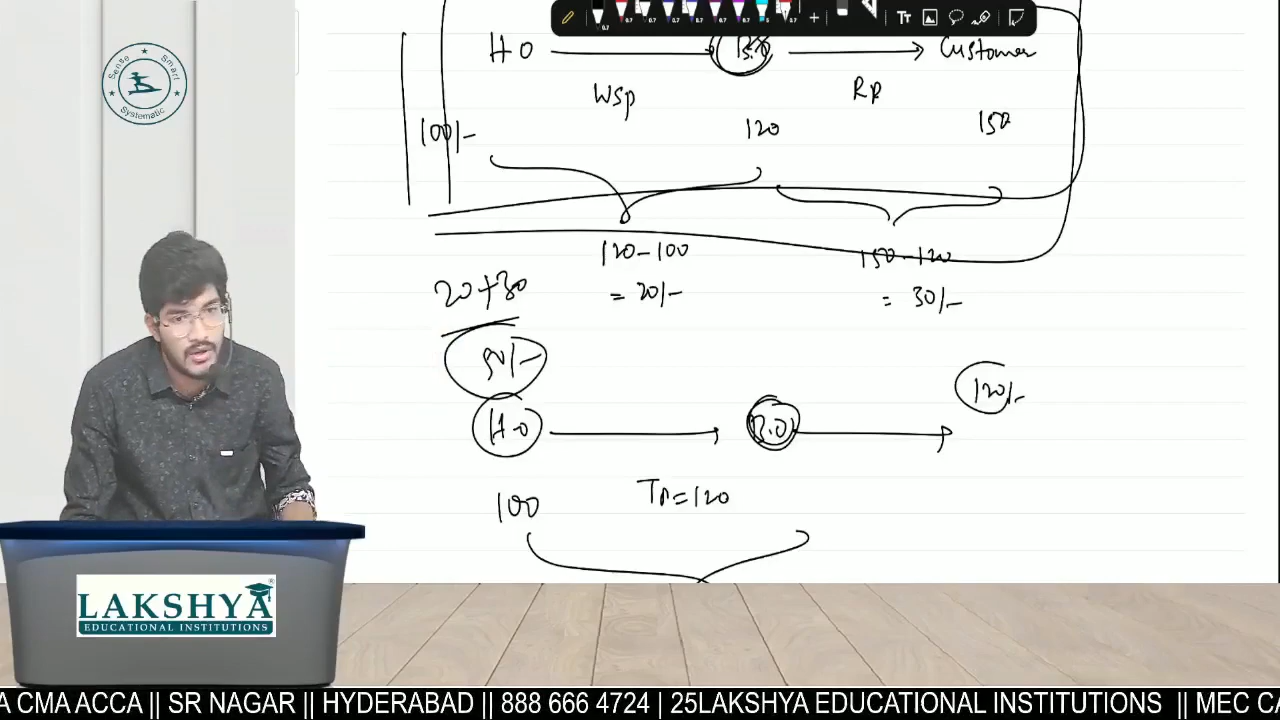 Sense Smart Systematic
Tт
H O B.O Customer
WSP RP
100/- 120 150
120-100 150-120
= 20/- = 30/-
20+30
50/-
120/-
H.O B.O
100 TP=120
LAKSHYA
EDUCATIONAL INSTITUTIONS
A CMA ACCA || SR NAGAR || HYDERABAD || 888 666 4724 | 25LAKSHYA EDUCATIONAL INSTITUTIONS || MEC CA